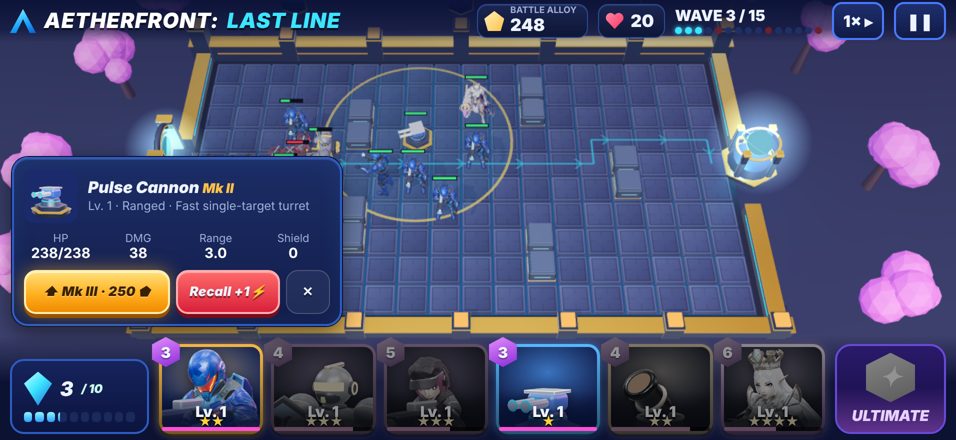 AETHERFRONT: LAST LINE
BATTLE ALLOY
248
20
WAVE 3 / 15
1×
Pulse Cannon Mk II
Lv. 1 · Ranged · Fast single-target turret
HP DMG Range Shield
238/238 38 3.0 0
Mk III · 250
Recall +1
×
3 / 10
3 4 5 3 4 6
Lv. 1 Lv. 1 Lv. 1 Lv. 1 Lv. 1 Lv. 1
ULTIMATE